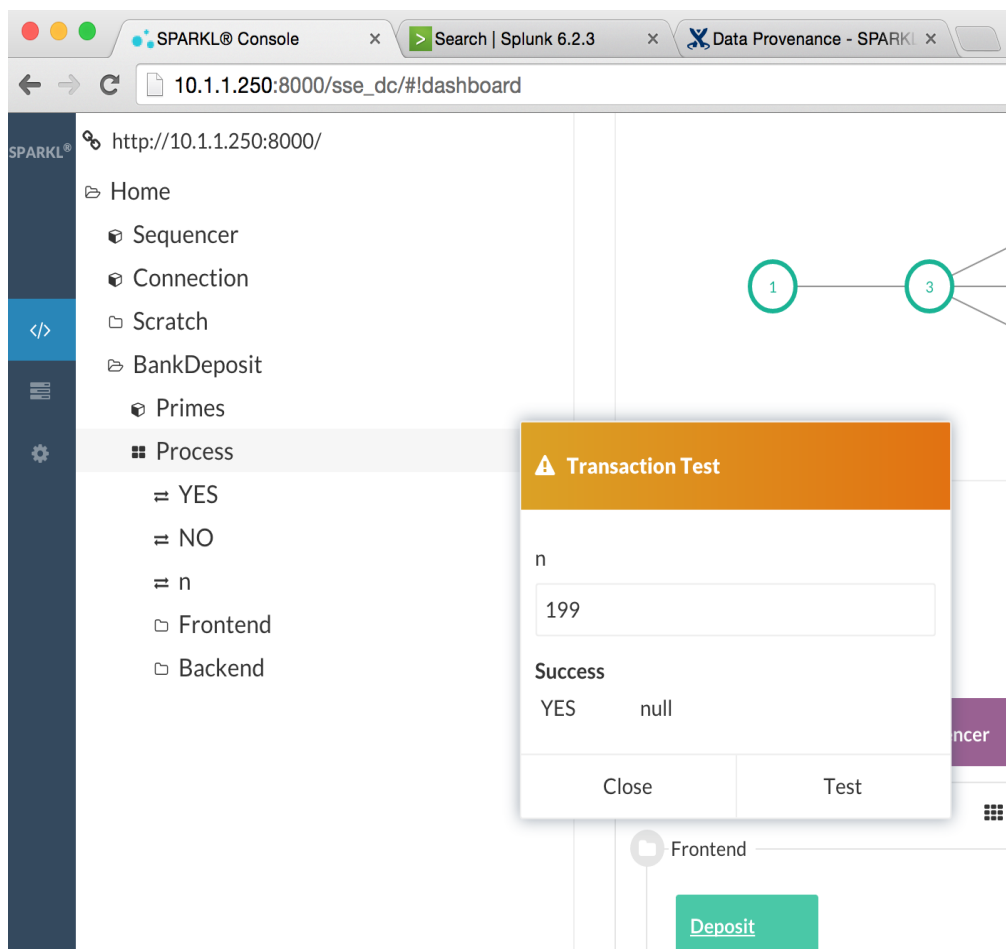 SPARKL® Console
Search | Splunk 6.2.3
Data Provenance - SPARKL
10.1.1.250:8000/sse_dc/#!dashboard
SPARKL®
http://10.1.1.250:8000/
Home
Sequencer
Connection
Scratch
BankDeposit
Primes
Process
YES
NO
n
Frontend
Backend
1
3
Transaction Test
n
199
Success
YES null
Close Test
encer
Frontend
Deposit